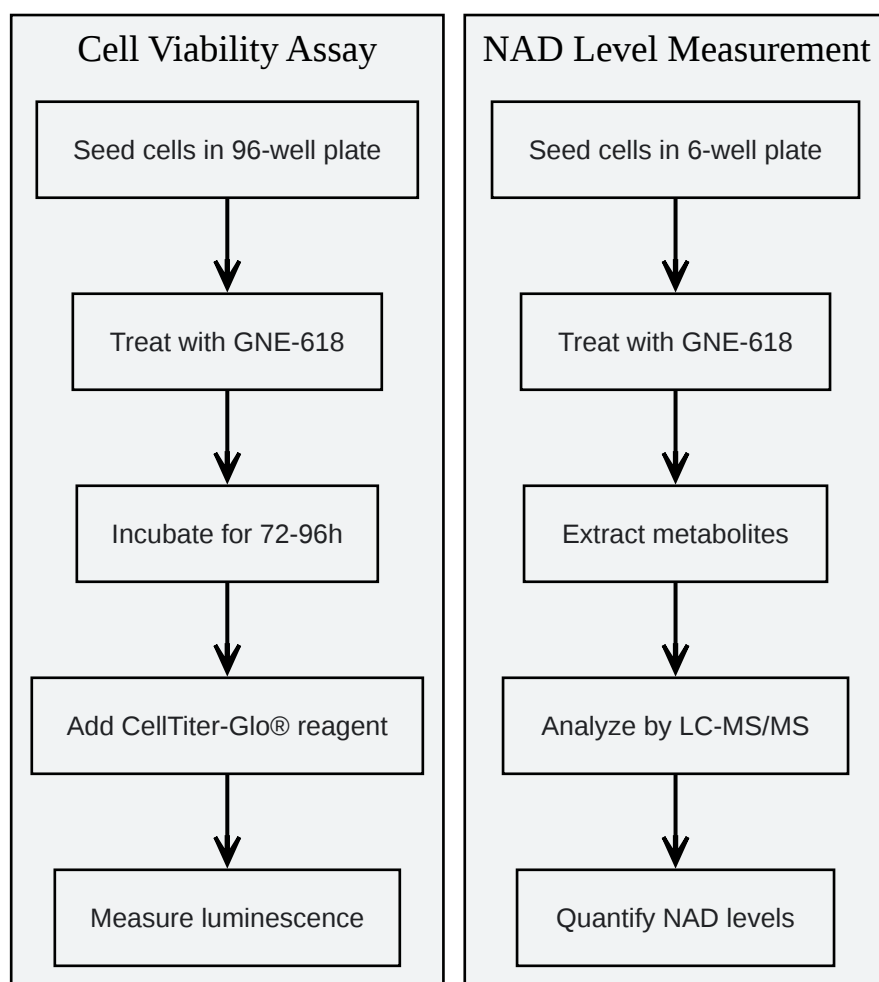 Cell Viability Assay
Seed cells in 96-well plate
Treat with GNE-618
Incubate for 72-96h
Add CellTiter-Glo® reagent
Measure luminescence
NAD Level Measurement
Seed cells in 6-well plate
Treat with GNE-618
Extract metabolites
Analyze by LC-MS/MS
Quantify NAD levels